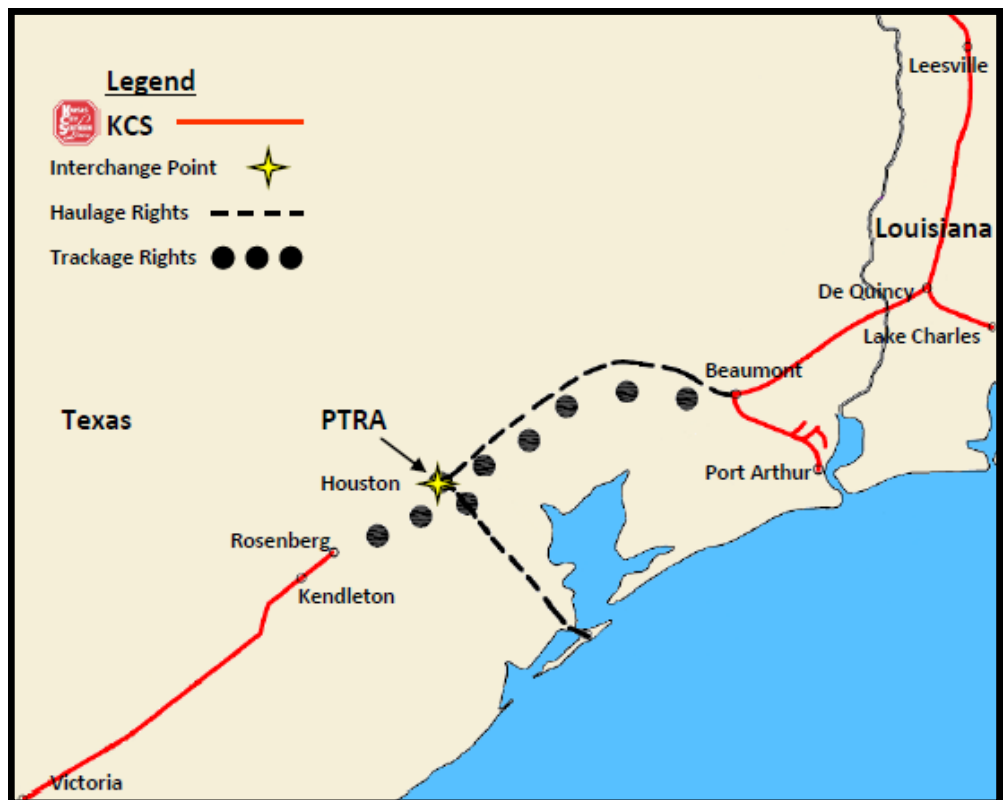 Legend
KCS
Interchange Point
Haulage Rights
Trackage Rights
Leesville
Louisiana
De Quincy
Lake Charles
Beaumont
Texas
PTRA
Port Arthur
Houston
Rosenberg
Kendleton
Victoria